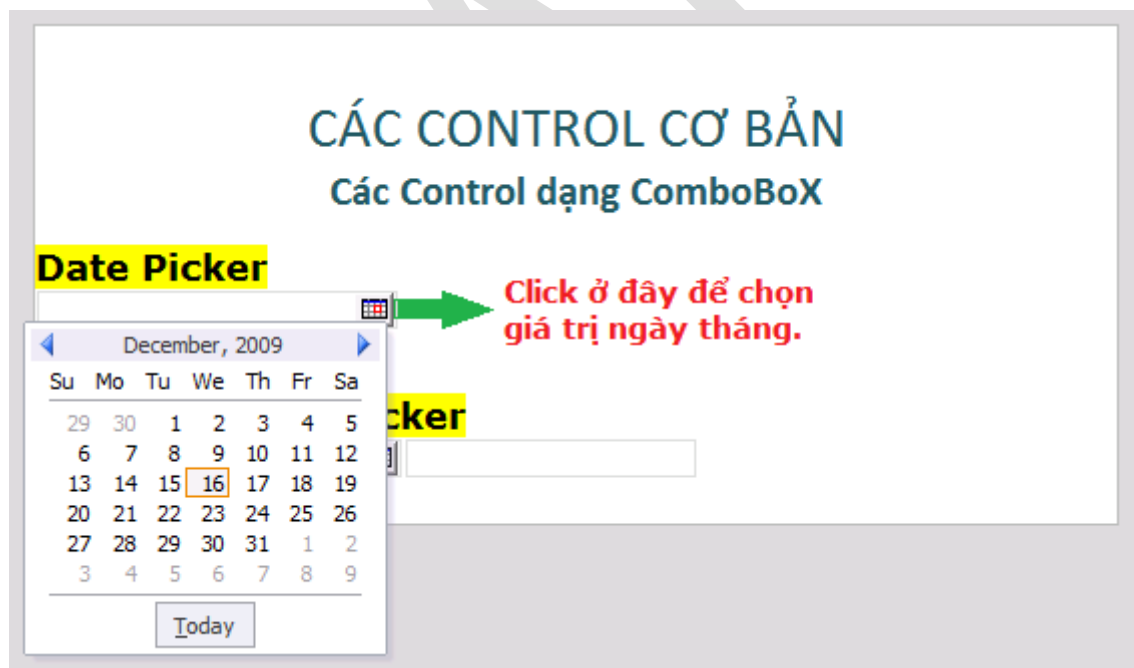 CÁC CONTROL CƠ BẢN
Các Control dạng ComboBoX
Date Picker
Click ở đây để chọn
giá trị ngày tháng.
December, 2009
Su Mo Tu We Th Fr Sa
29 30 1 2 3 4 5
6 7 8 9 10 11 12
13 14 15 16 17 18 19
20 21 22 23 24 25 26
27 28 29 30 31 1 2
3 4 5 6 7 8 9
Today
cker